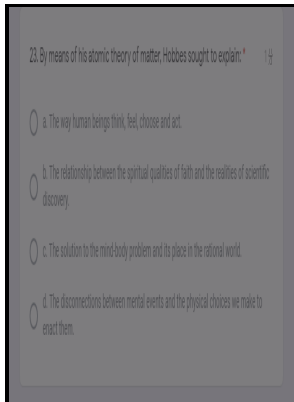 23. By means of his atomic theory of matter, Hobbes sought to explain: *
1分
a. The way human beings think, feel, choose and act.
b. The relationship between the spiritual qualities of faith and the realities of scientific
discovery.
c. The solution to the mind-body problem and its place in the rational world.
d. The disconnections between mental events and the physical choices we make to
enact them.